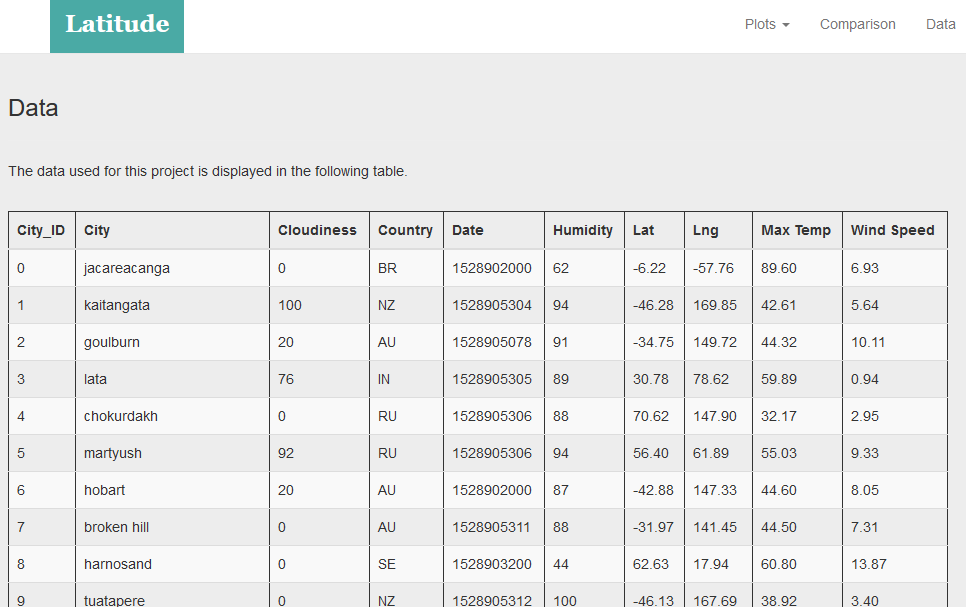 Latitude Plots Comparison Data
Data
The data used for this project is displayed in the following table.
City_ID City Cloudiness Country Date Humidity Lat Lng Max Temp Wind Speed
0 jacareacanga 0 BR 1528902000 62 -6.22 -57.76 89.60 6.93
1 kaitangata 100 NZ 1528905304 94 -46.28 169.85 42.61 5.64
2 goulburn 20 AU 1528905078 91 -34.75 149.72 44.32 10.11
3 lata 76 IN 1528905305 89 30.78 78.62 59.89 0.94
4 chokurdakh 0 RU 1528905306 88 70.62 147.90 32.17 2.95
5 martyush 92 RU 1528905306 94 56.40 61.89 55.03 9.33
6 hobart 20 AU 1528902000 87 -42.88 147.33 44.60 8.05
7 broken hill 0 AU 1528905311 88 -31.97 141.45 44.50 7.31
8 harnosand 0 SE 1528903200 44 62.63 17.94 60.80 13.87
9 tuatapere 0 NZ 1528905312 100 -46.13 167.69 38.92 3.40